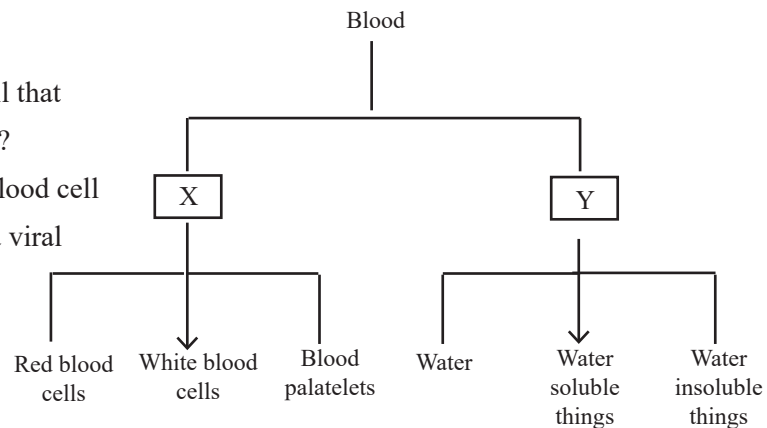 Blood
l that
?
lood cell
viral
X
Y
Red blood
cells
White blood
cells
Blood
palatelets
Water
Water
soluble
things
Water
insoluble
things